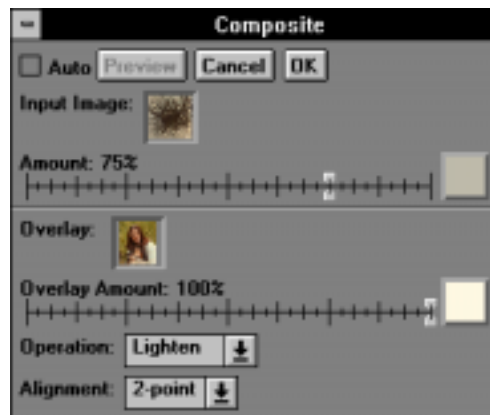 Composite
Auto Preview Cancel OK
Input Image:
Amount: 75%
Overlay:
Overlay Amount: 100%
Operation: Lighten
Alignment: 2-point